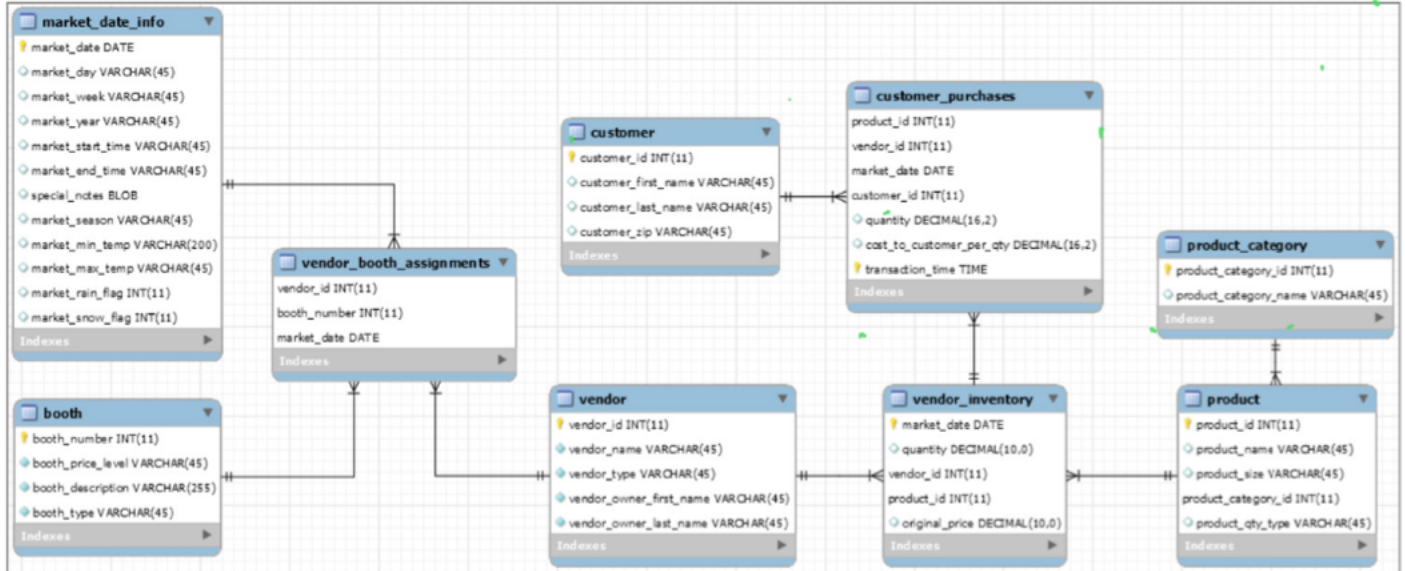 market_date_info
market_date DATE
market_day VARCHAR(45)
market_week VARCHAR(45)
market_year VARCHAR(45)
market_start_time VARCHAR(45)
market_end_time VARCHAR(45)
special_notes BLOB
market_season VARCHAR(45)
market_min_temp VARCHAR(200)
market_max_temp VARCHAR(45)
market_rain_flag INT(11)
market_snow_flag INT(11)
Indexes
booth
booth_number INT(11)
booth_price_level VARCHAR(45)
booth_description VARCHAR(255)
booth_type VARCHAR(45)
Indexes
vendor_booth_assignments
vendor_id INT(11)
booth_number INT(11)
market_date DATE
Indexes
customer
customer_id INT(11)
customer_first_name VARCHAR(45)
customer_last_name VARCHAR(45)
customer_zip VARCHAR(45)
Indexes
vendor
vendor_id INT(11)
vendor_name VARCHAR(45)
vendor_type VARCHAR(45)
vendor_owner_first_name VARCHAR(45)
vendor_owner_last_name VARCHAR(45)
Indexes
customer_purchases
product_id INT(11)
vendor_id INT(11)
market_date DATE
customer_id INT(11)
quantity DECIMAL(16,2)
cost_to_customer_per_qty DECIMAL(16,2)
transaction_time TIME
Indexes
vendor_inventory
market_date DATE
quantity DECIMAL(10,0)
vendor_id INT(11)
product_id INT(11)
original_price DECIMAL(10,0)
Indexes
product_category
product_category_id INT(11)
product_category_name VARCHAR(45)
Indexes
product
product_id INT(11)
product_name VARCHAR(45)
product_size VARCHAR(45)
product_category_id INT(11)
product_qty_type VARCHAR(45)
Indexes